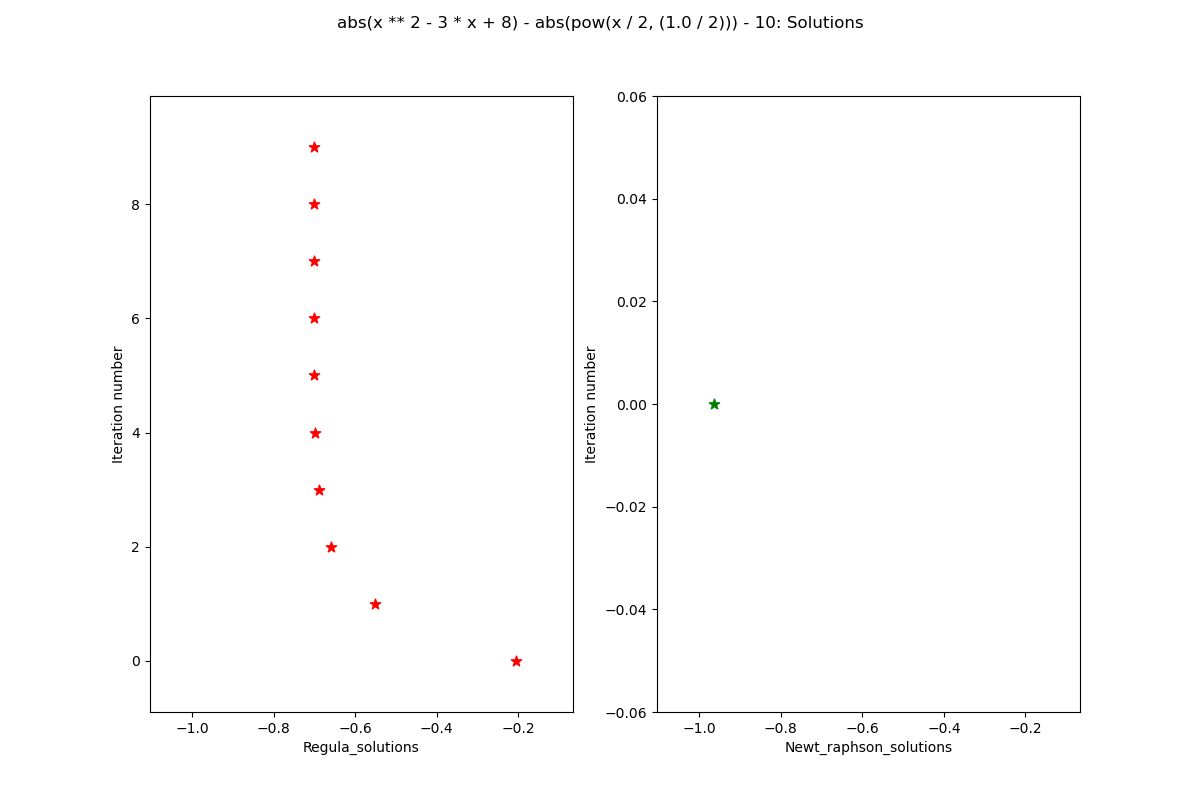 abs(x ** 2 - 3 * x + 8) - abs(pow(x / 2, (1.0 / 2))) - 10: Solutions
8
6
4
2
0
Iteration number
−1.0 −0.8 −0.6 −0.4 −0.2
Regula_solutions
0.06
0.04
0.02
0.00
−0.02
−0.04
−0.06
Iteration number
−1.0 −0.8 −0.6 −0.4 −0.2
Newt_raphson_solutions